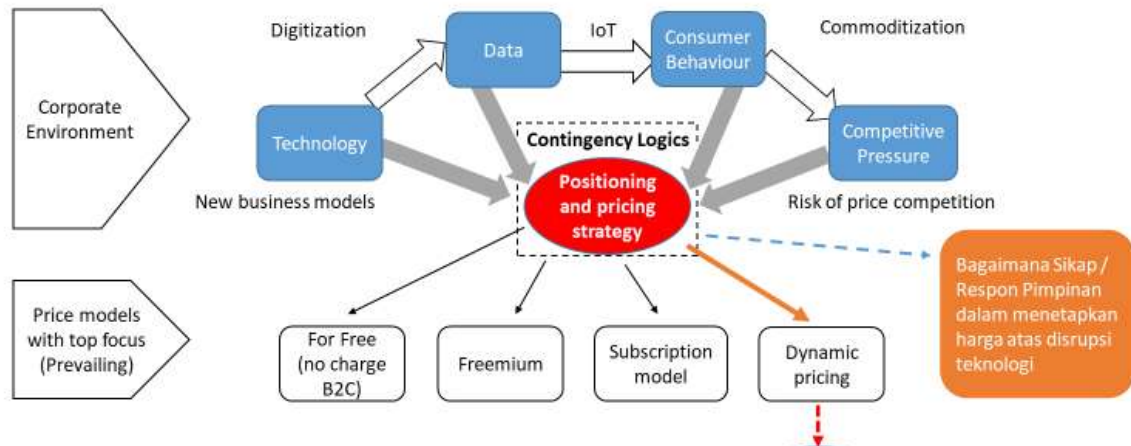 Digitization
IoT
Commoditization
Data
Consumer
Behaviour
Corporate
Environment
Technology
Contingency Logics
Competitive
Pressure
New business models
Positioning
and pricing
strategy
Risk of price competition
Bagaimana Sikap /
Respon Pimpinan
dalam menetapkan
harga atas disrupsi
teknologi
Price models
with top focus
(Prevailing)
For Free
(no charge
B2C)
Freemium
Subscription
model
Dynamic
pricing